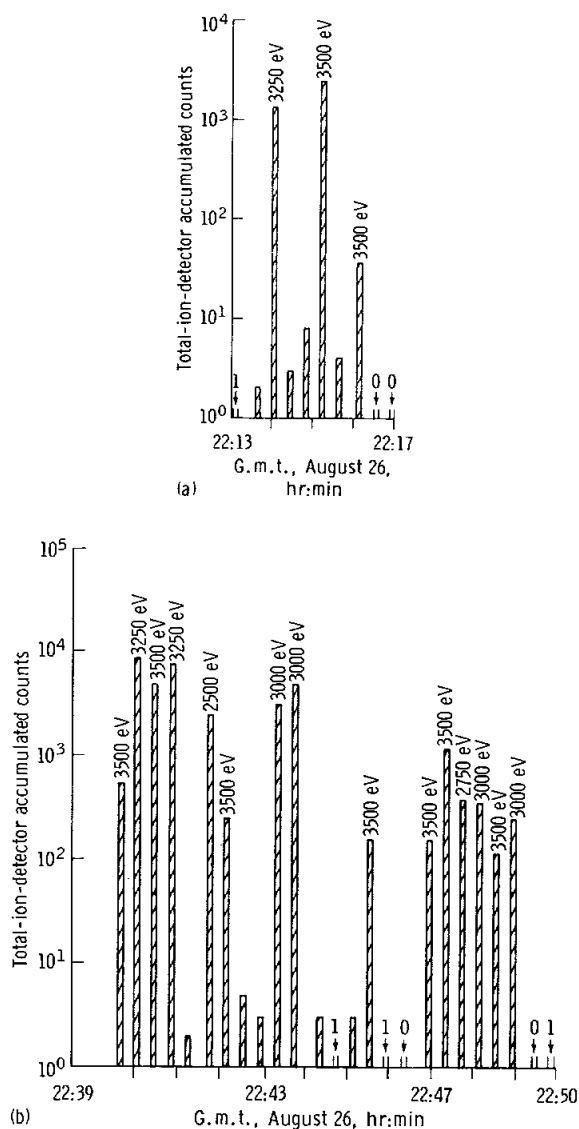 10^4
10^3
10^2
10^1
10^0
Total-ion-detector accumulated counts
1
3250 eV
3500 eV
3500 eV
0 0
22:13 22:17
G.m.t., August 26,
hr:min
(a)
10^5
10^4
10^3
10^2
10^1
10^0
Total-ion-detector accumulated counts
3500 eV
3250 eV
3500 eV
3250 eV
2500 eV
3500 eV
3000 eV
3000 eV
1
3500 eV
1 0
3500 eV
3500 eV
2750 eV
3000 eV
3500 eV
3000 eV
0 1
22:39 22:43 22:47 22:50
(b) G.m.t., August 26, hr:min